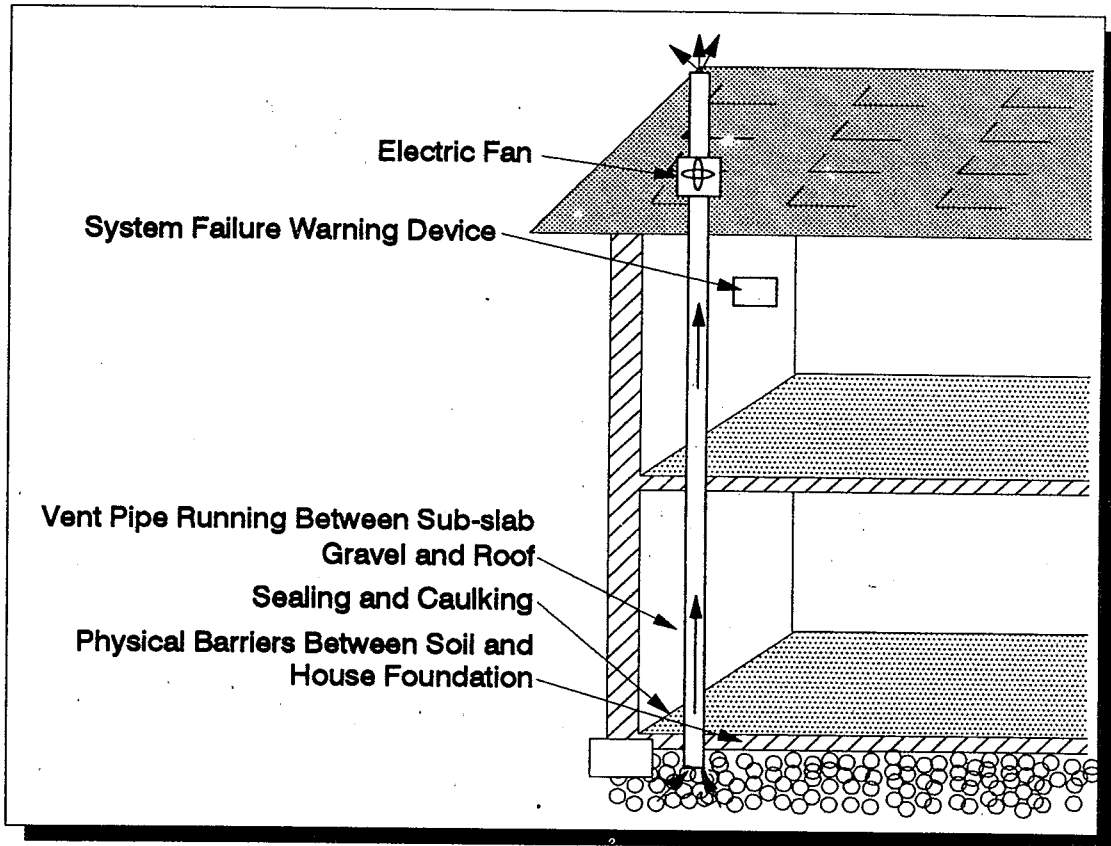 Electric Fan
System Failure Warning Device
Vent Pipe Running Between Sub-slab
Gravel and Roof
Sealing and Caulking
Physical Barriers Between Soil and
House Foundation